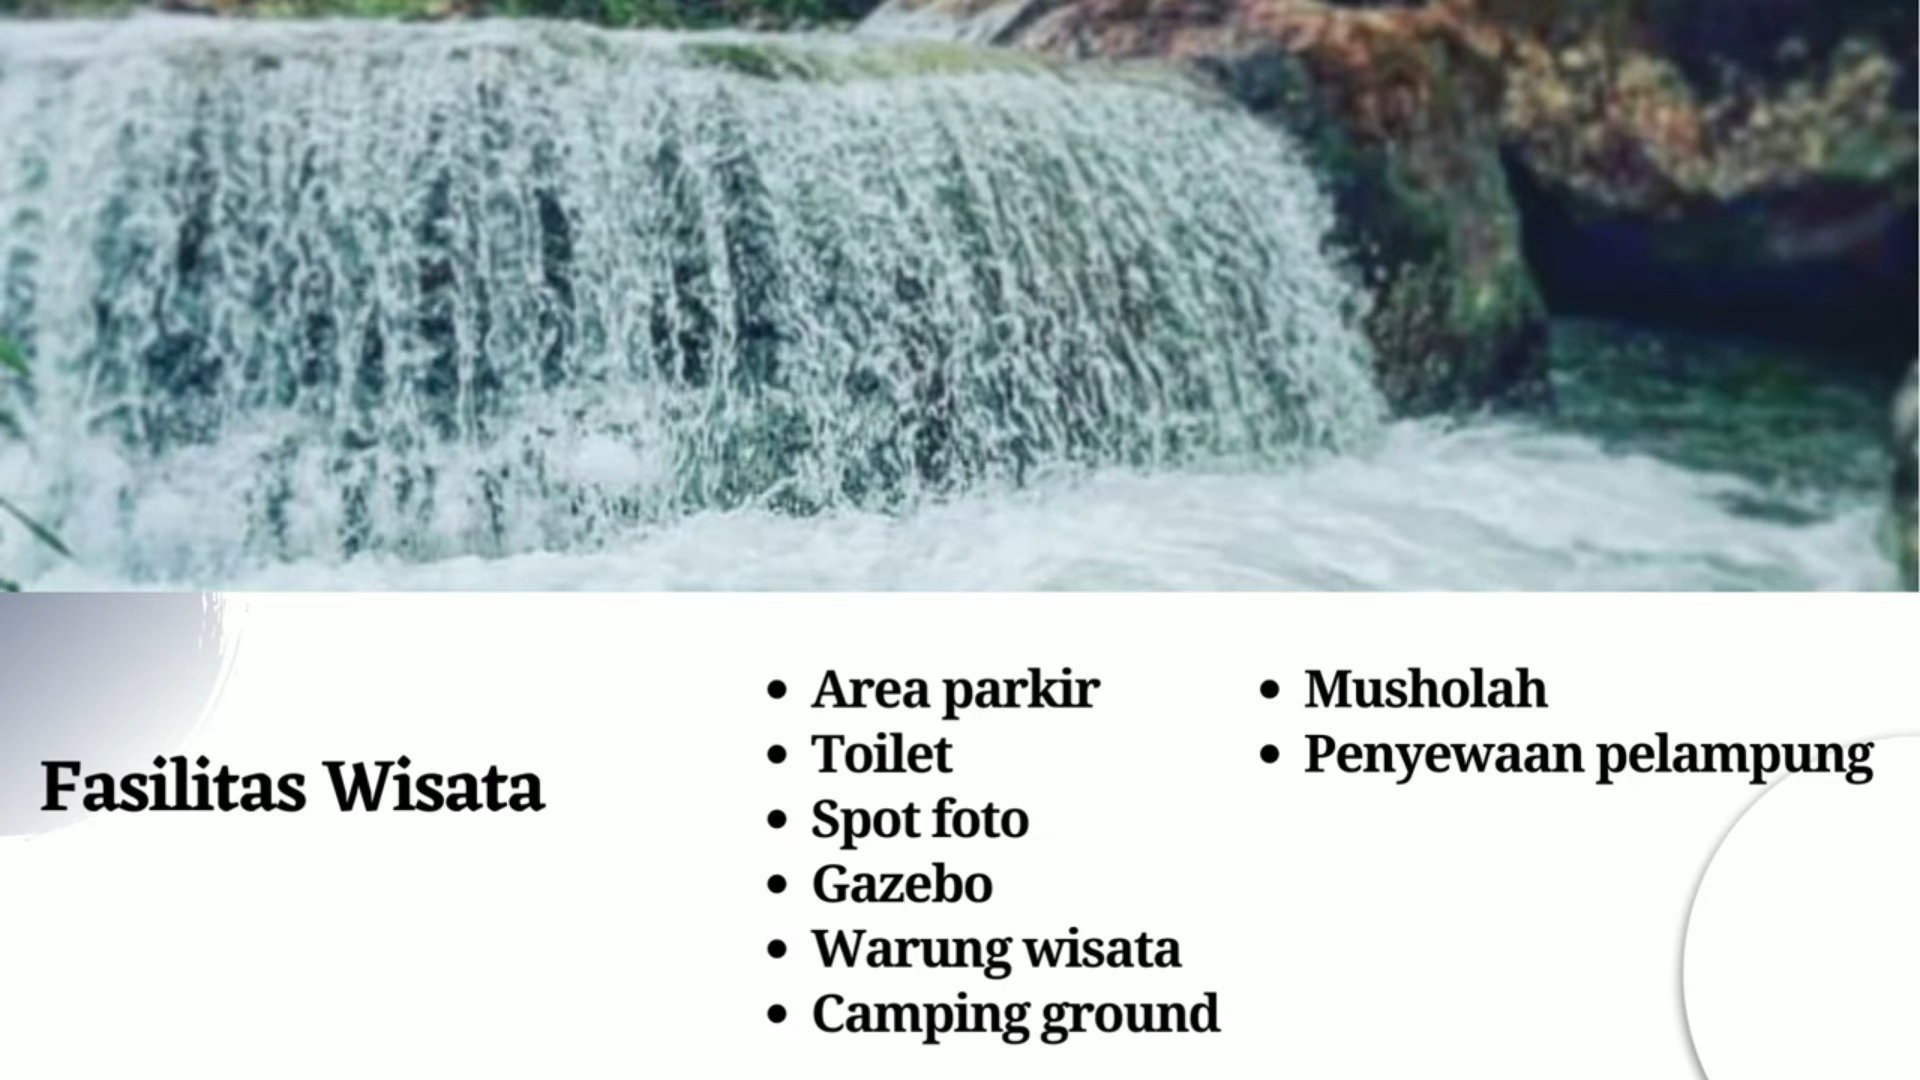 Fasilitas Wisata
• Area parkir
• Toilet
• Spot foto
• Gazebo
• Warung wisata
• Camping ground
• Musholah
• Penyewaan pelampung